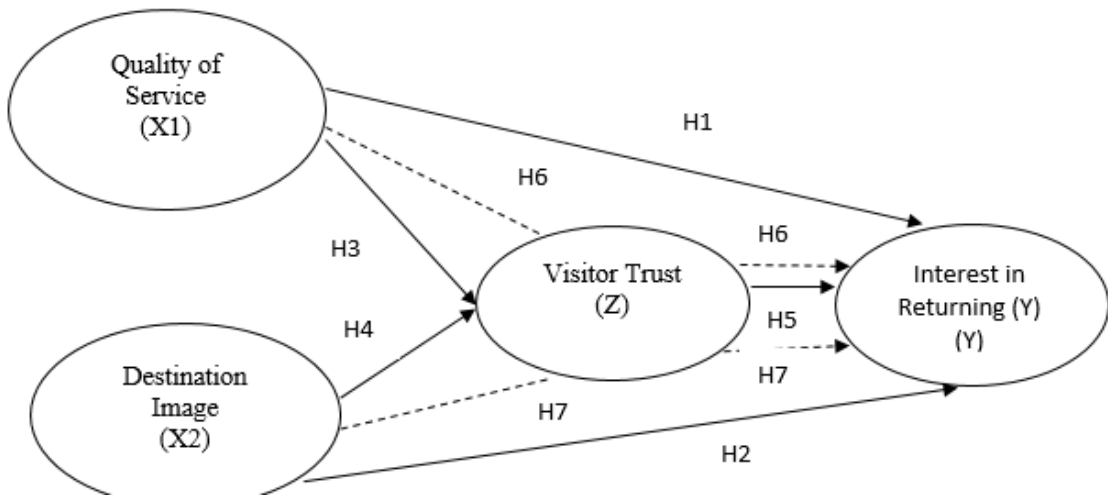 Quality of
Service
(X1)
H1
H6
H3
Visitor Trust
(Z)
H6
Interest in
Returning (Y)
(Y)
H5
H4
H7
Destination
Image
(X2)
H7
H2